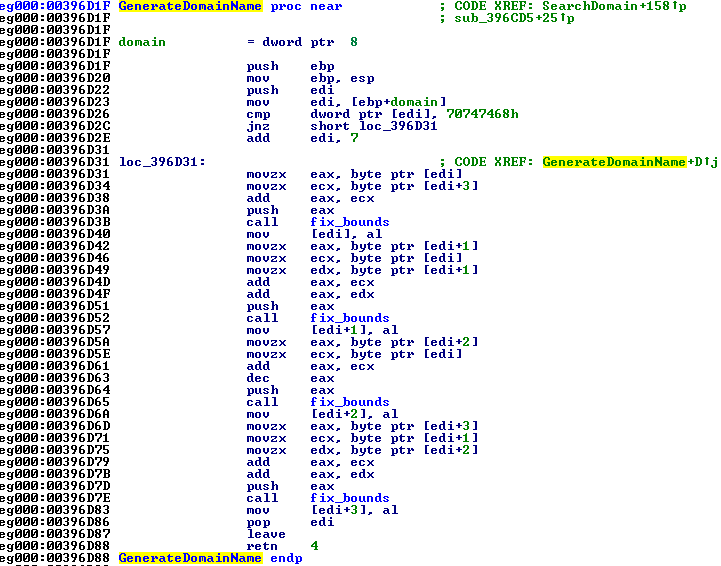 eg000:00396D1F GenerateDomainName proc near ; CODE XREF: SearchDomain+158↑p
eg000:00396D1F ; sub_396CD5+25↑p
eg000:00396D1F
eg000:00396D1F domain = dword ptr 8
eg000:00396D1F
eg000:00396D1F push ebp
eg000:00396D20 mov ebp, esp
eg000:00396D22 push edi
eg000:00396D23 mov edi, [ebp+domain]
eg000:00396D26 cmp dword ptr [edi], 70747468h
eg000:00396D2C jnz short loc_396D31
eg000:00396D2E add edi, 7
eg000:00396D31
eg000:00396D31 loc_396D31: ; CODE XREF: GenerateDomainName+D↑j
eg000:00396D31 movzx eax, byte ptr [edi]
eg000:00396D34 movzx ecx, byte ptr [edi+3]
eg000:00396D38 add eax, ecx
eg000:00396D3A push eax
eg000:00396D3B call fix_bounds
eg000:00396D40 mov [edi], al
eg000:00396D42 movzx eax, byte ptr [edi+1]
eg000:00396D46 movzx ecx, byte ptr [edi]
eg000:00396D49 movzx edx, byte ptr [edi+1]
eg000:00396D4D add eax, ecx
eg000:00396D4F add eax, edx
eg000:00396D51 push eax
eg000:00396D52 call fix_bounds
eg000:00396D57 mov [edi+1], al
eg000:00396D5A movzx eax, byte ptr [edi+2]
eg000:00396D5E movzx ecx, byte ptr [edi]
eg000:00396D61 add eax, ecx
eg000:00396D63 dec eax
eg000:00396D64 push eax
eg000:00396D65 call fix_bounds
eg000:00396D6A mov [edi+2], al
eg000:00396D6D movzx eax, byte ptr [edi+3]
eg000:00396D71 movzx ecx, byte ptr [edi+1]
eg000:00396D75 movzx edx, byte ptr [edi+2]
eg000:00396D79 add eax, ecx
eg000:00396D7B add eax, edx
eg000:00396D7D push eax
eg000:00396D7E call fix_bounds
eg000:00396D83 mov [edi+3], al
eg000:00396D86 pop edi
eg000:00396D87 leave
eg000:00396D88 retn 4
eg000:00396D88 GenerateDomainName endp